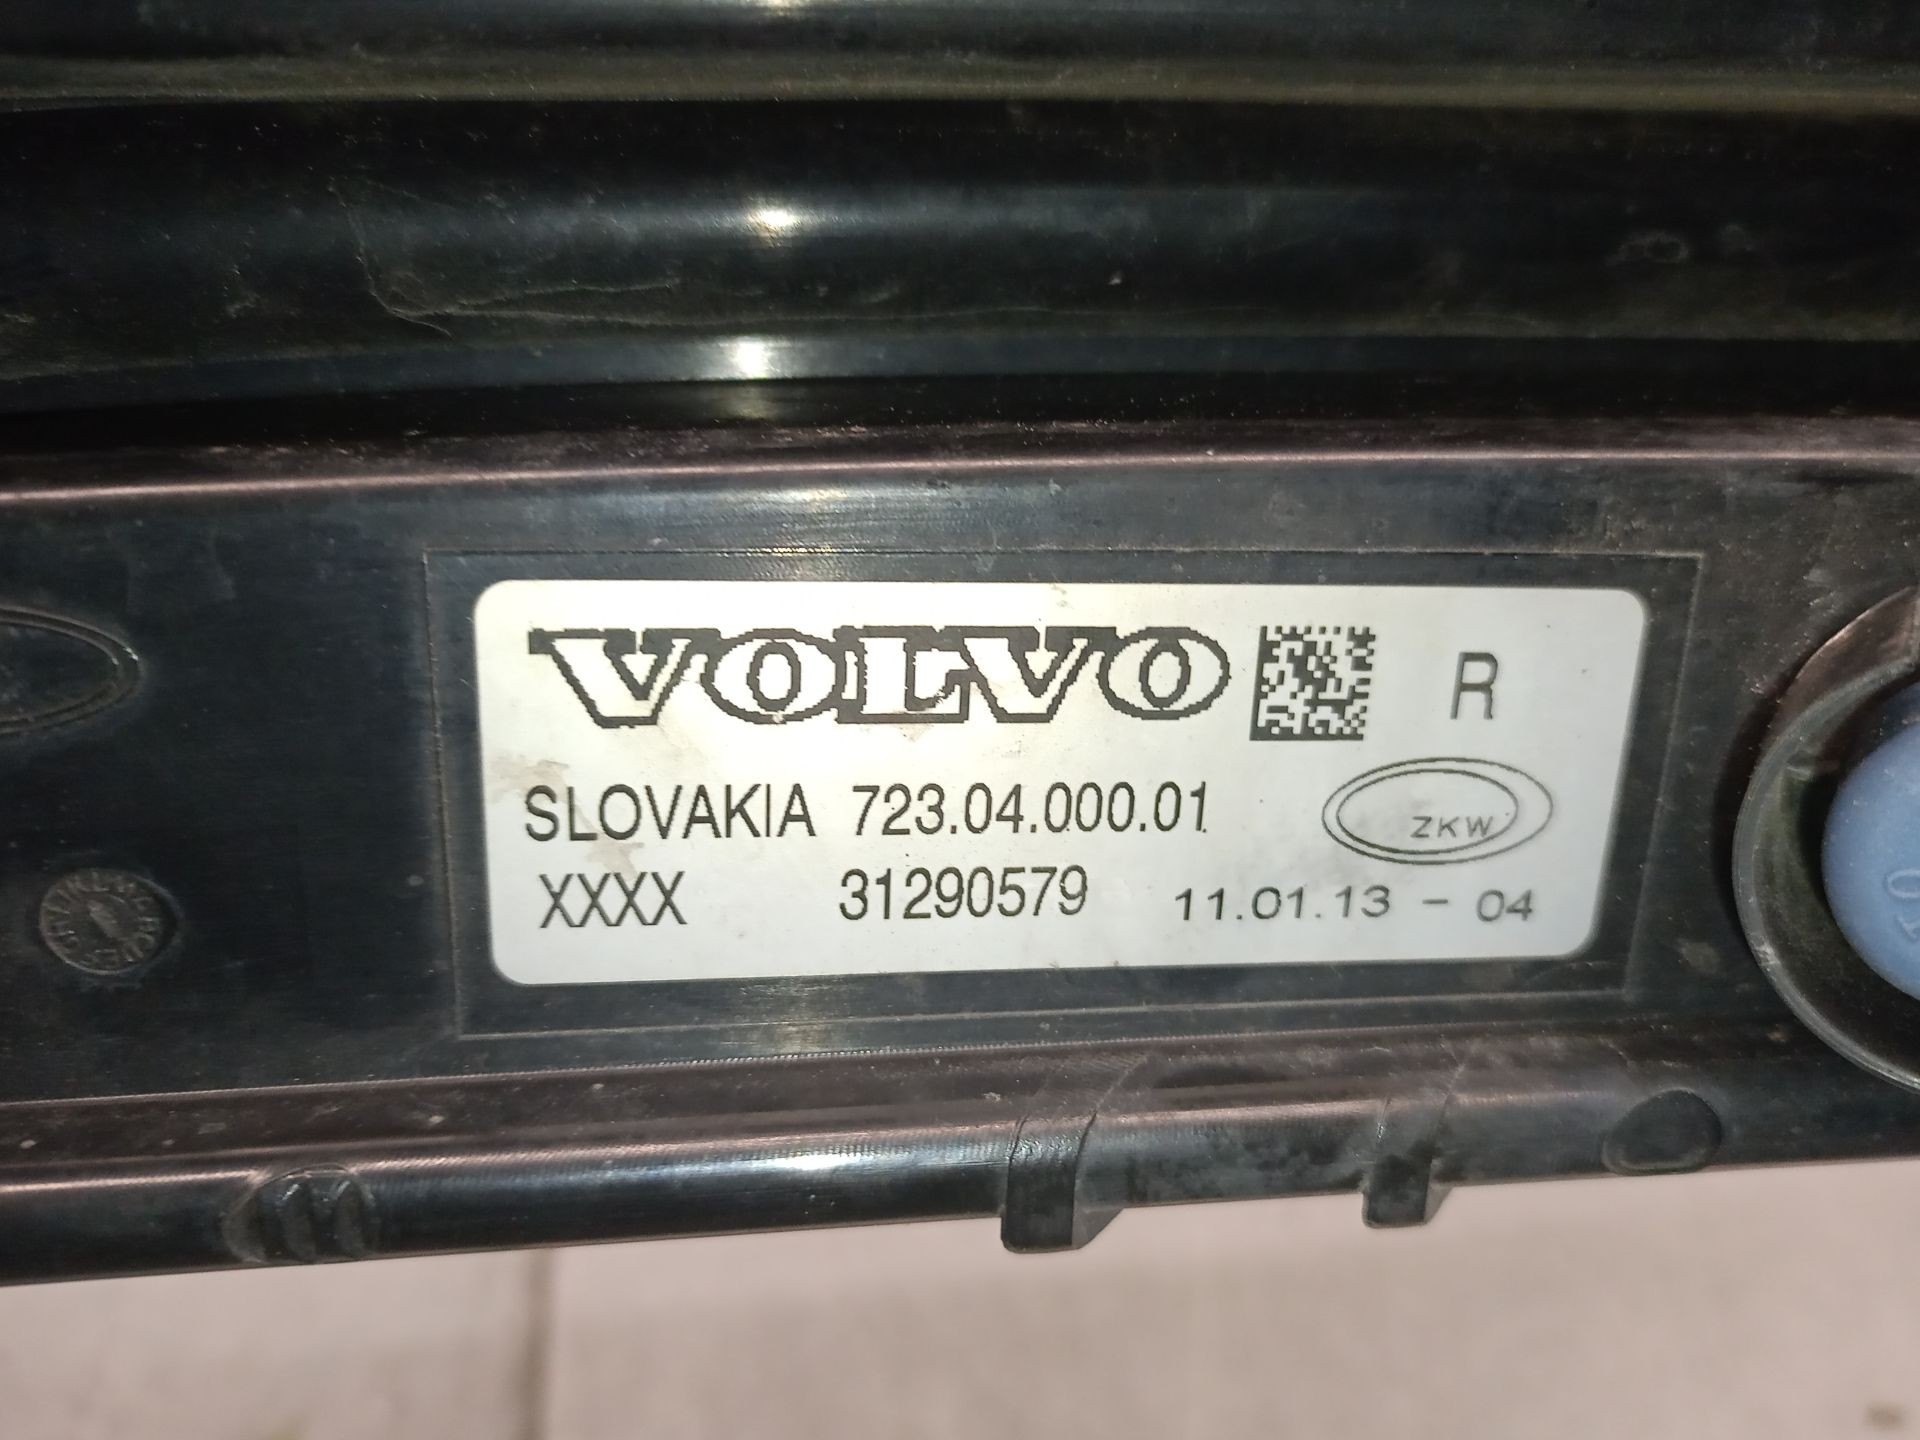 VOLVO R
SLOVAKIA 723.04.000.01 ZKW
XXXX 31290579 11.01.13 - 04